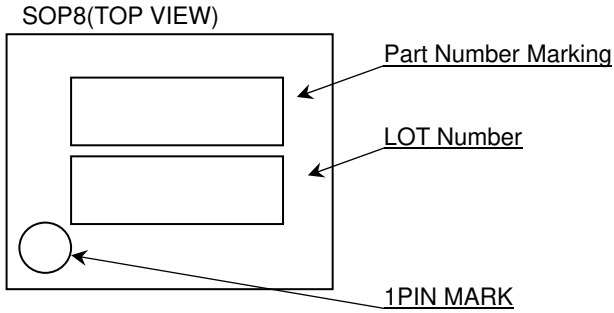 SOP8(TOP VIEW)
Part Number Marking
LOT Number
1PIN MARK